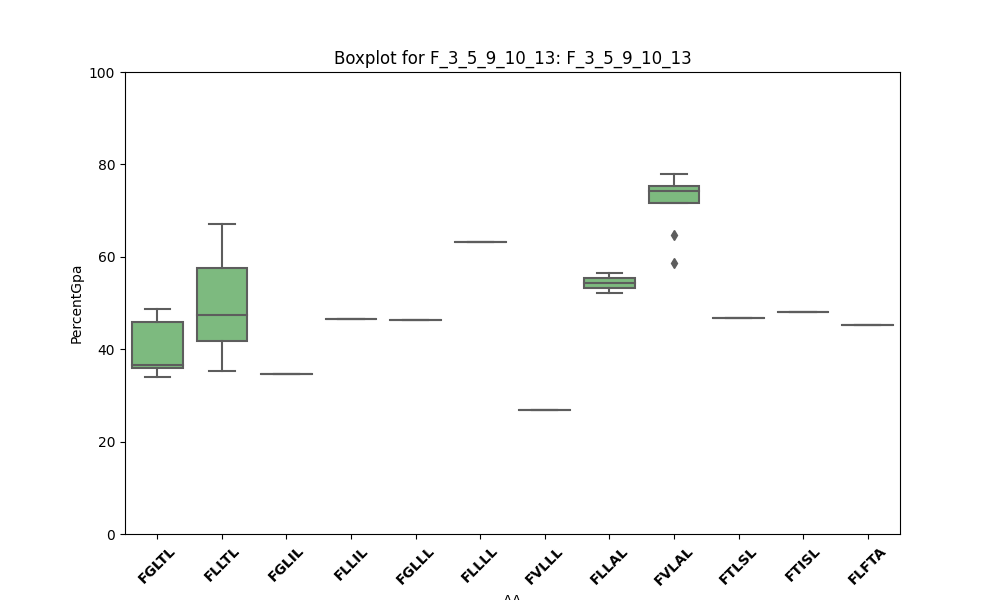 Boxplot for F_3_5_9_10_13: F_3_5_9_10_13
100
80
60
40
20
0
PercentGpa
FGLTL
FLLTL
FGLIL
FLLIL
FGLLL
FLLLL
FVLLL
FLLAL
FVLAL
FTLSL
FTISL
FLFTA
AA